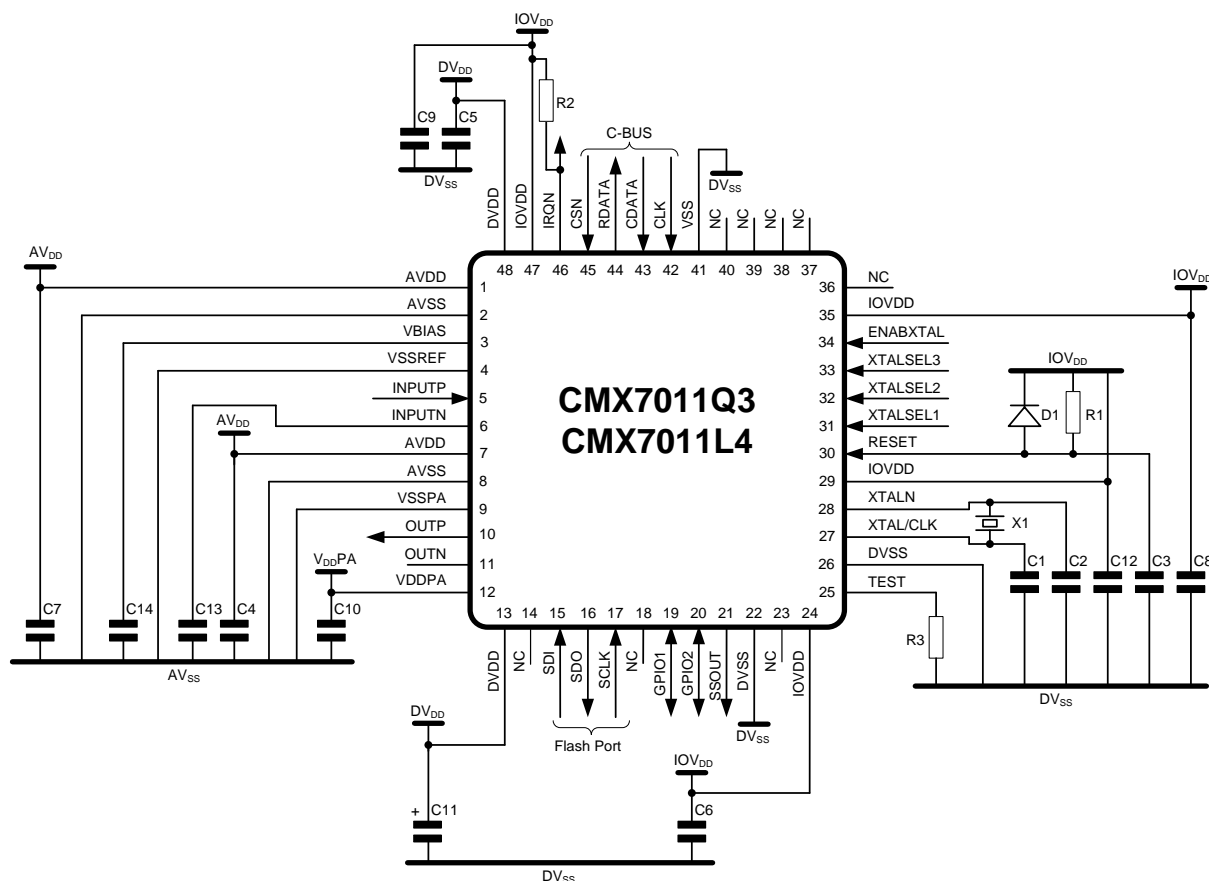 IOVDD
DVDD
C9
C5
R2
C-BUS
DVSS
DVSS
DVDD
IOVDD
IRQN
CSN
RDATA
CDATA
CLK
VSS
NC
NC
NC
NC
48
47
46
45
44
43
42
41
40
39
38
37
AVDD
AVDD
1
AVSS
2
VBIAS
3
VSSREF
4
INPUTP
5
INPUTN
6
AVDD
AVDD
7
AVSS
8
VSSPA
9
OUTP
10
OUTN
11
VDDPA
VDDPA
12
CMX7011Q3
CMX7011L4
36
NC
35
IOVDD
IOVDD
34
ENABXTAL
33
XTALSEL3
IOVDD
32
XTALSEL2
31
XTALSEL1
D1
R1
30
RESET
29
IOVDD
28
XTALN
X1
27
XTAL/CLK
26
DVSS
25
TEST
C1
C2
C12
C3
C8
R3
DVSS
C7
C14
C13
C4
C10
AVSS
13
14
15
16
17
18
19
20
21
22
23
24
DVDD
NC
SDI
SDO
SCLK
NC
GPIO1
GPIO2
SSOUT
DVSS
NC
IOVDD
DVDD
Flash Port
DVSS
IOVDD
+ C11
C6
DVSS